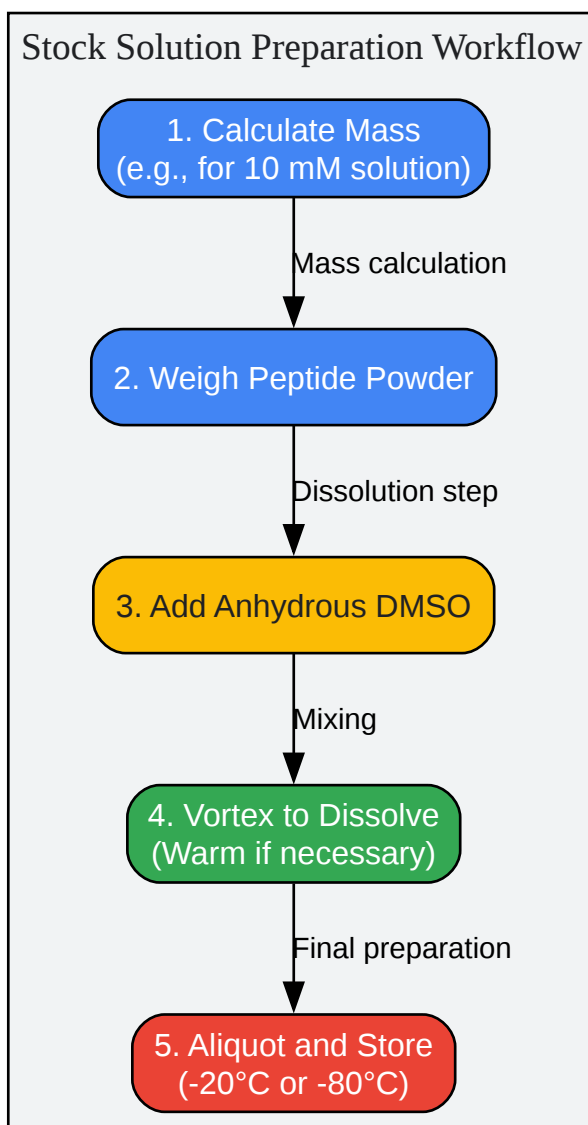 Stock Solution Preparation Workflow
1. Calculate Mass
(e.g., for 10 mM solution)
Mass calculation
2. Weigh Peptide Powder
Dissolution step
3. Add Anhydrous DMSO
Mixing
4. Vortex to Dissolve
(Warm if necessary)
Final preparation
5. Aliquot and Store
(-20°C or -80°C)